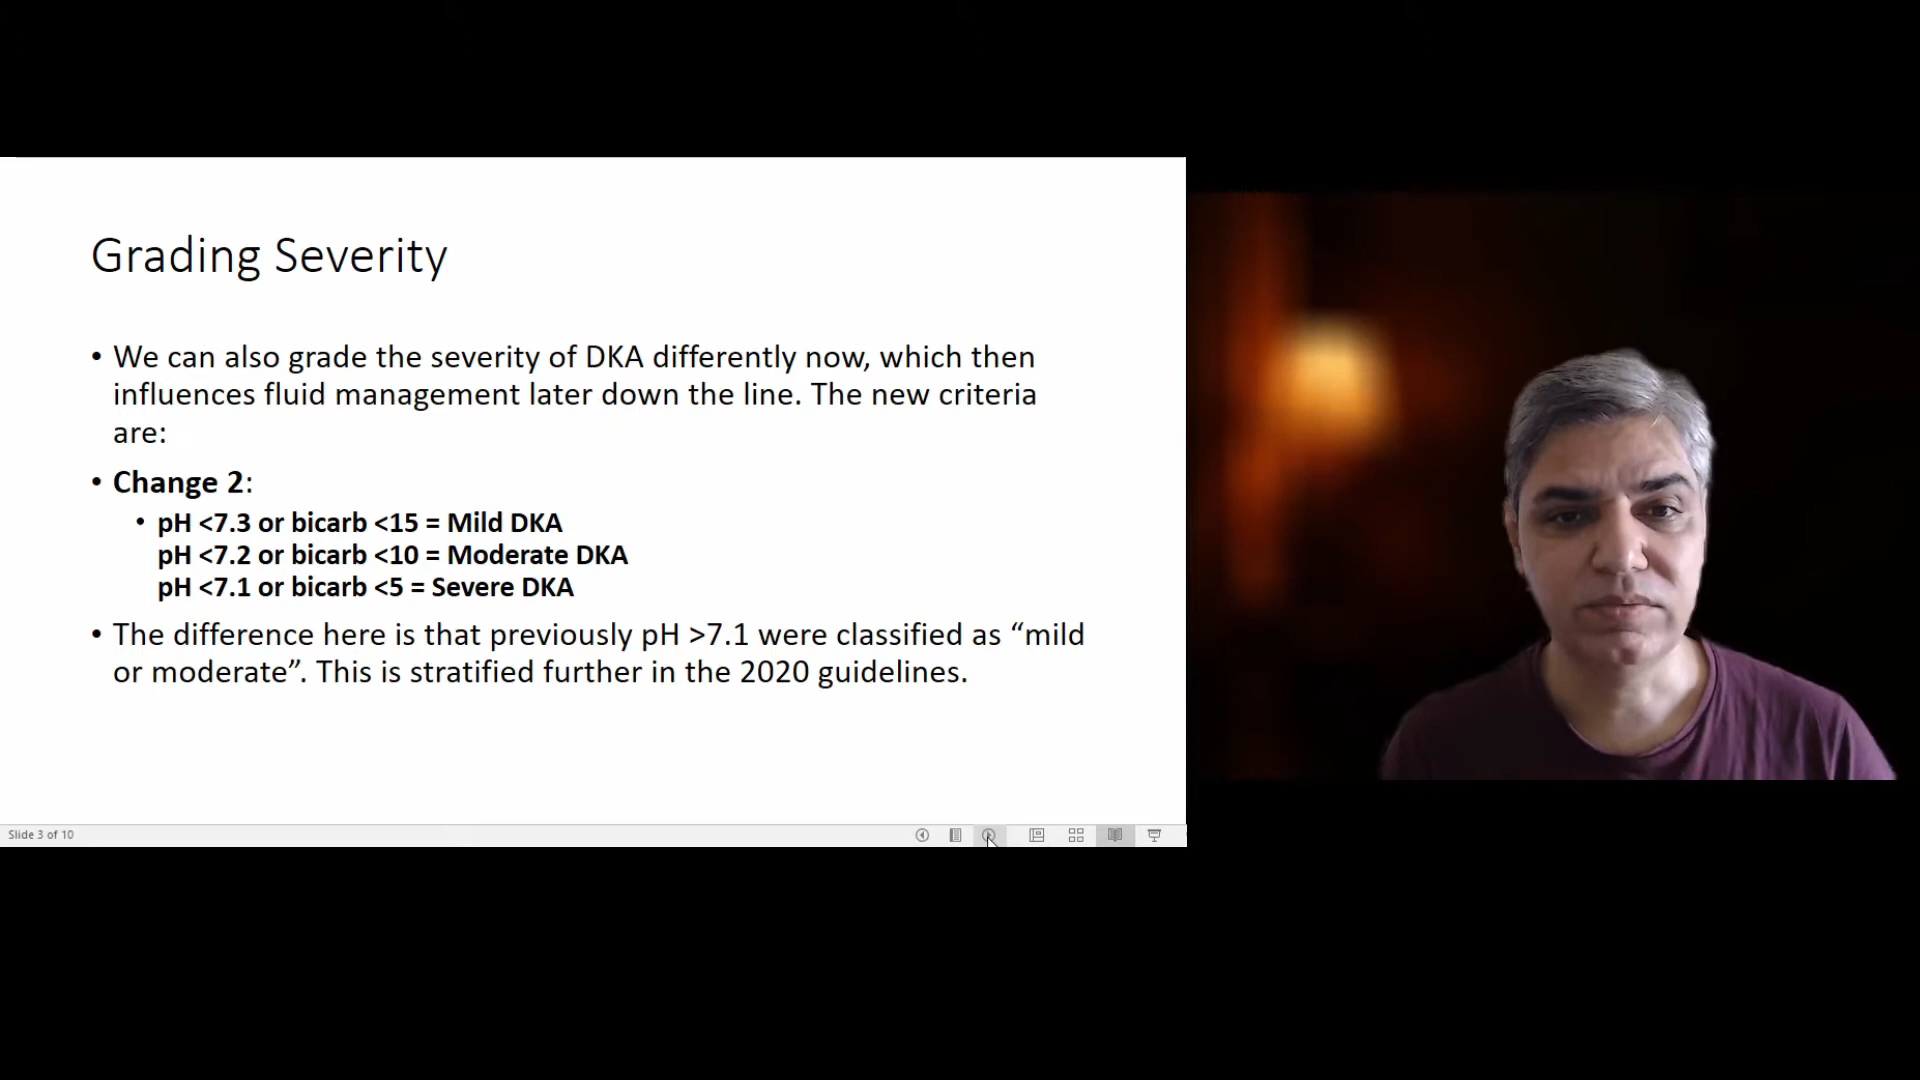 Grading Severity
• We can also grade the severity of DKA differently now, which then
influences fluid management later down the line. The new criteria
are:
• Change 2:
• pH <7.3 or bicarb <15 = Mild DKA
pH <7.2 or bicarb <10 = Moderate DKA
pH <7.1 or bicarb <5 = Severe DKA
• The difference here is that previously pH >7.1 were classified as “mild
or moderate”. This is stratified further in the 2020 guidelines.
Slide 3 of 10